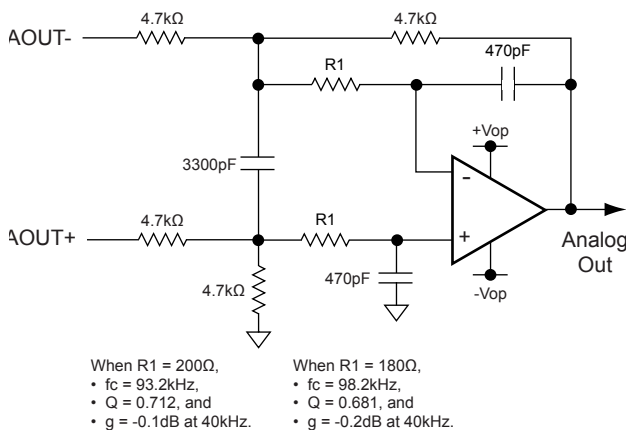 4.7kΩ
4.7kΩ
AOUT-
470pF
R1
+Vop
3300pF
-
4.7kΩ
R1
AOUT+
+
Analog
Out
470pF
4.7kΩ
-Vop
When R1 = 200Ω,
• fc = 93.2kHz,
• Q = 0.712, and
• g = -0.1dB at 40kHz.
When R1 = 180Ω,
• fc = 98.2kHz,
• Q = 0.681, and
• g = -0.2dB at 40kHz.